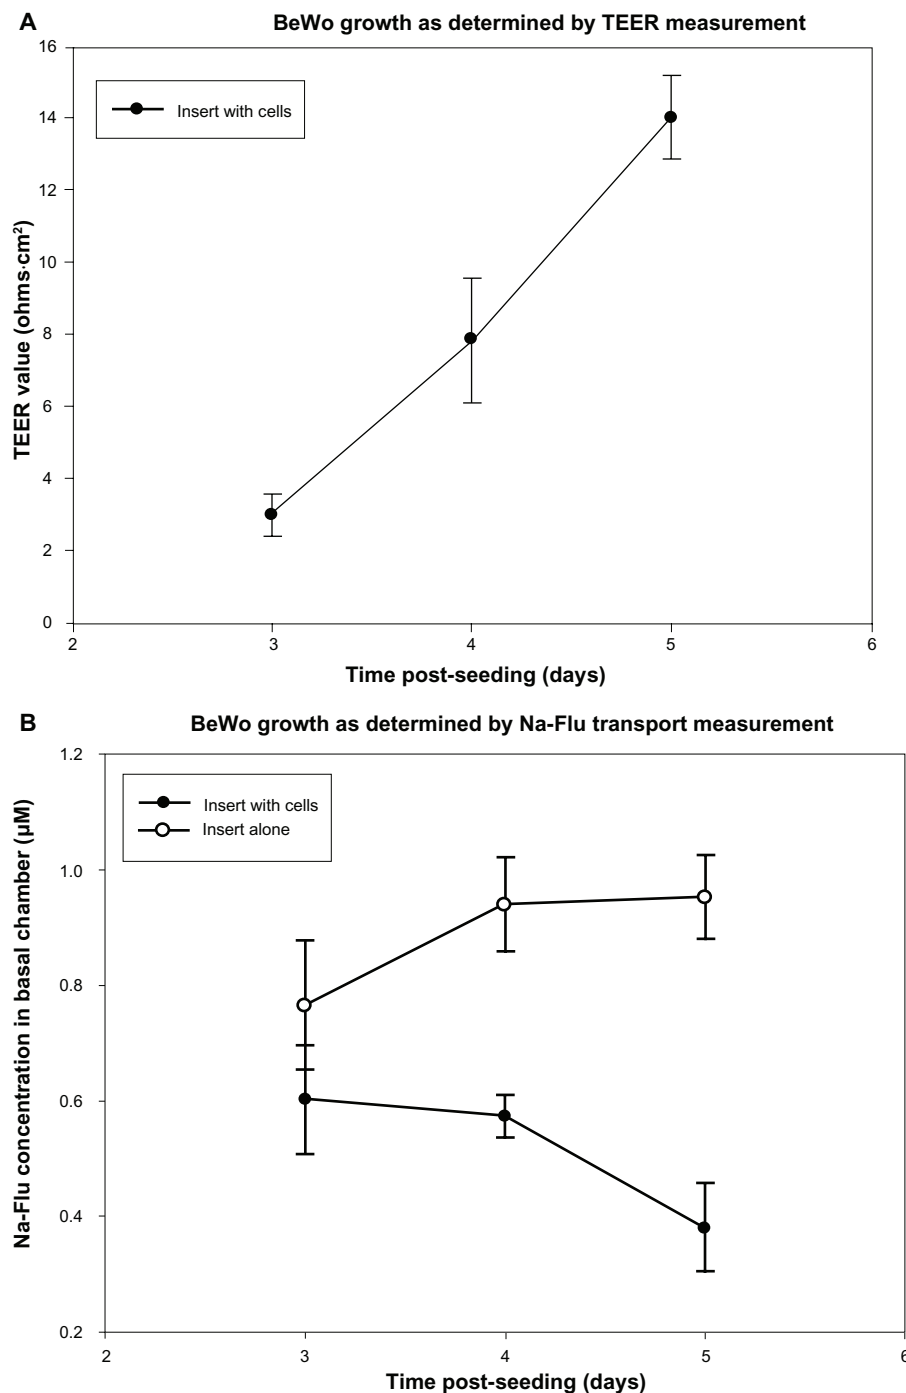 A
BeWo growth as determined by TEER measurement
16
14
12
10
8
6
4
2
0
TEER value (ohms·cm²)
Insert with cells
2 3 4 5 6
Time post-seeding (days)
B
BeWo growth as determined by Na-Flu transport measurement
1.2
1.0
0.8
0.6
0.4
0.2
Na-Flu concentration in basal chamber (µM)
Insert with cells
Insert alone
2 3 4 5 6
Time post-seeding (days)